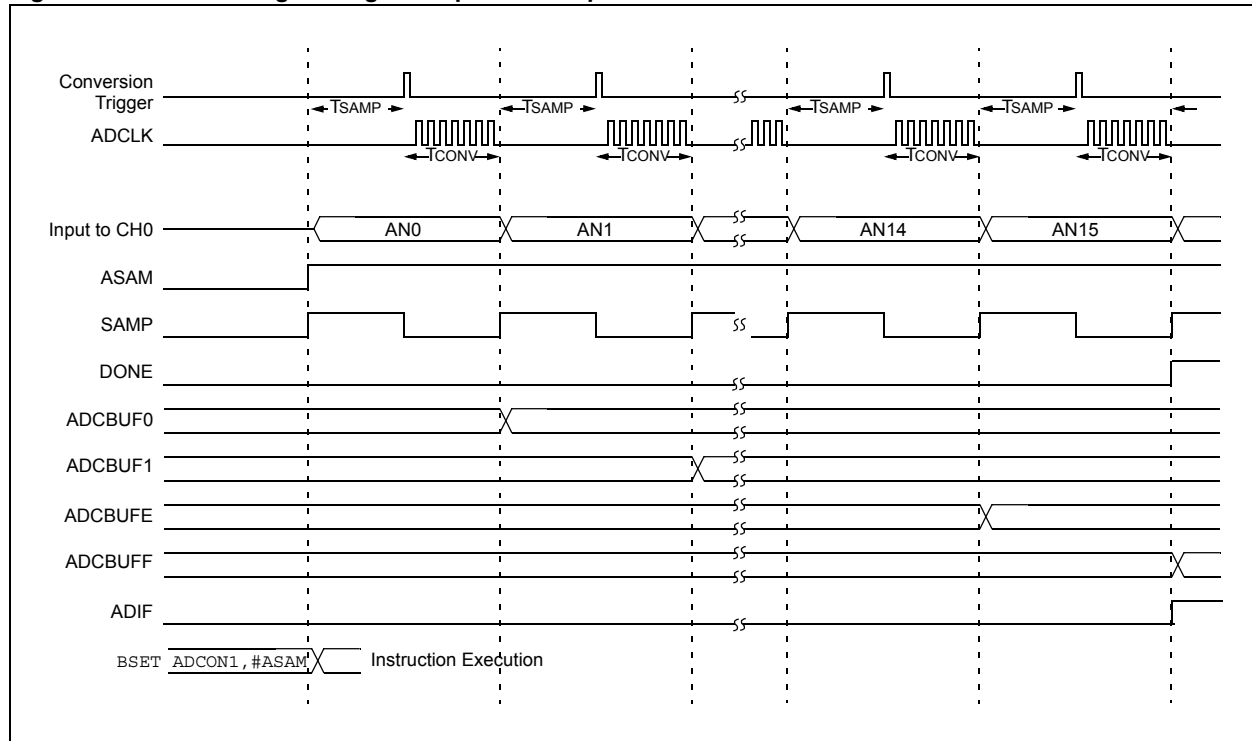 Conversion
Trigger
TSAMP TSAMP TSAMP TSAMP
ADCLK
TCONV TCONV TCONV TCONV
Input to CH0 AN0 AN1 AN14 AN15
ASAM
SAMP
DONE
ADCBUF0
ADCBUF1
ADCBUFE
ADCBUFF
ADIF
BSET ADCON1,#ASAM Instruction Execution